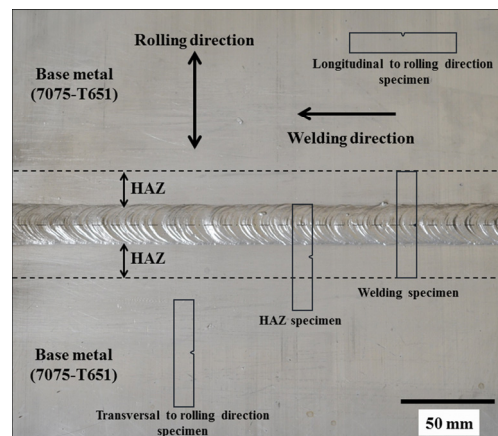 Rolling direction
Longitudinal to rolling direction
specimen
Base metal
(7075-T651)
Welding direction
HAZ
HAZ
Welding specimen
HAZ specimen
Base metal
(7075-T651)
Transversal to rolling direction
specimen
50 mm